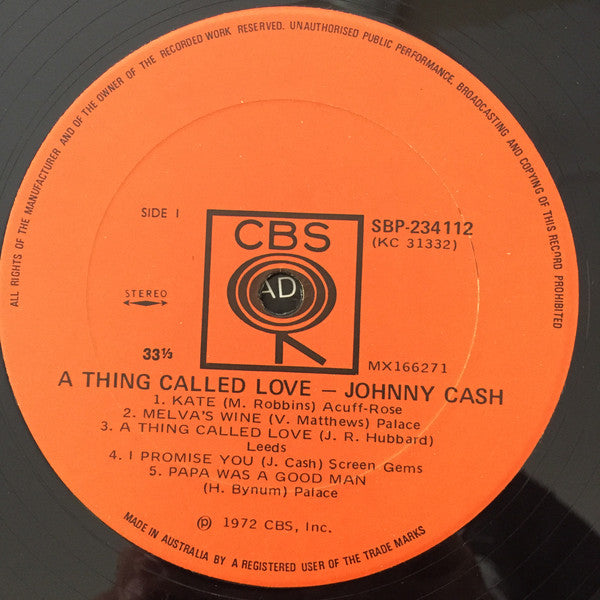 ALL RIGHTS OF THE MANUFACTURER AND OF THE OWNER OF THE RECORDED WORK RESERVED. UNAUTHORISED PUBLIC PERFORMANCE, BROADCASTING AND COPYING OF THIS RECORD PROHIBITED
SIDE I
CBS
SBP-234112
(KC 31332)
STEREO
AD
33⅓
MX166271
A THING CALLED LOVE — JOHNNY CASH
1. KATE (M. Robbins) Acuff-Rose
2. MELVA'S WINE (V. Matthews) Palace
3. A THING CALLED LOVE (J. R. Hubbard)
Leeds
4. I PROMISE YOU (J. Cash) Screen Gems
5. PAPA WAS A GOOD MAN
(H. Bynum) Palace
℗ 1972 CBS, Inc.
MADE IN AUSTRALIA BY A REGISTERED USER OF THE TRADE MARKS